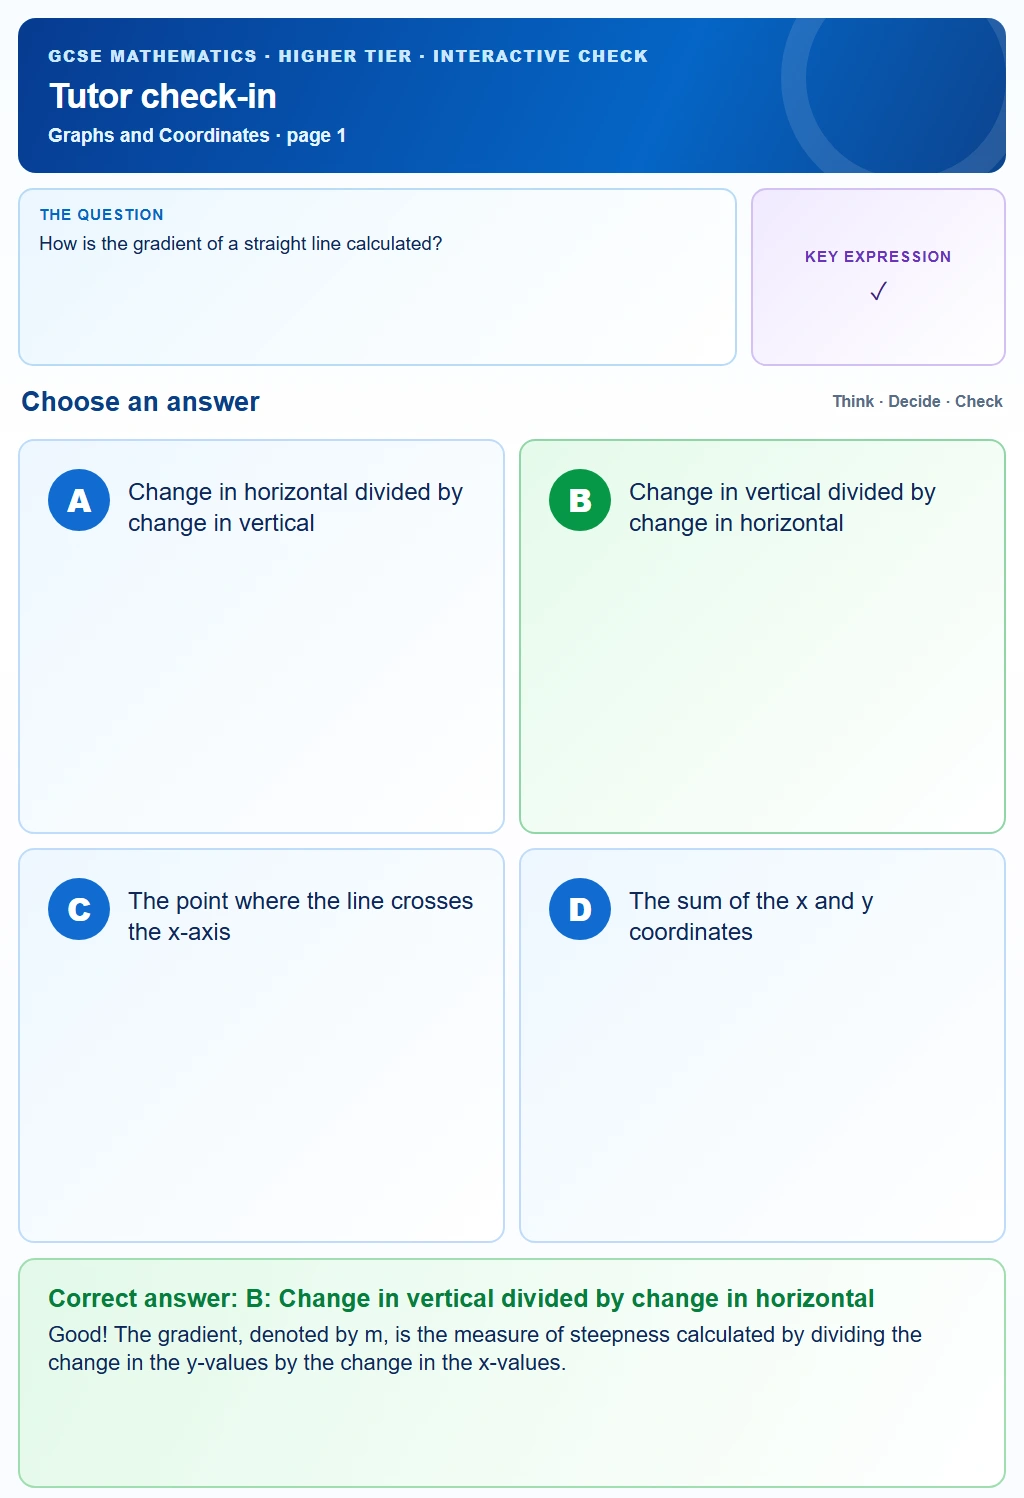 GCSE MATHEMATICS · HIGHER TIER · INTERACTIVE CHECK
Tutor check-in
Graphs and Coordinates · page 1
THE QUESTION
How is the gradient of a straight line calculated?
KEY EXPRESSION
✓
Choose an answer
Think · Decide · Check
A
Change in horizontal divided by
change in vertical
B
Change in vertical divided by
change in horizontal
C
The point where the line crosses
the x-axis
D
The sum of the x and y
coordinates
Correct answer: B: Change in vertical divided by change in horizontal
Good! The gradient, denoted by m, is the measure of steepness calculated by dividing the
change in the y-values by the change in the x-values.